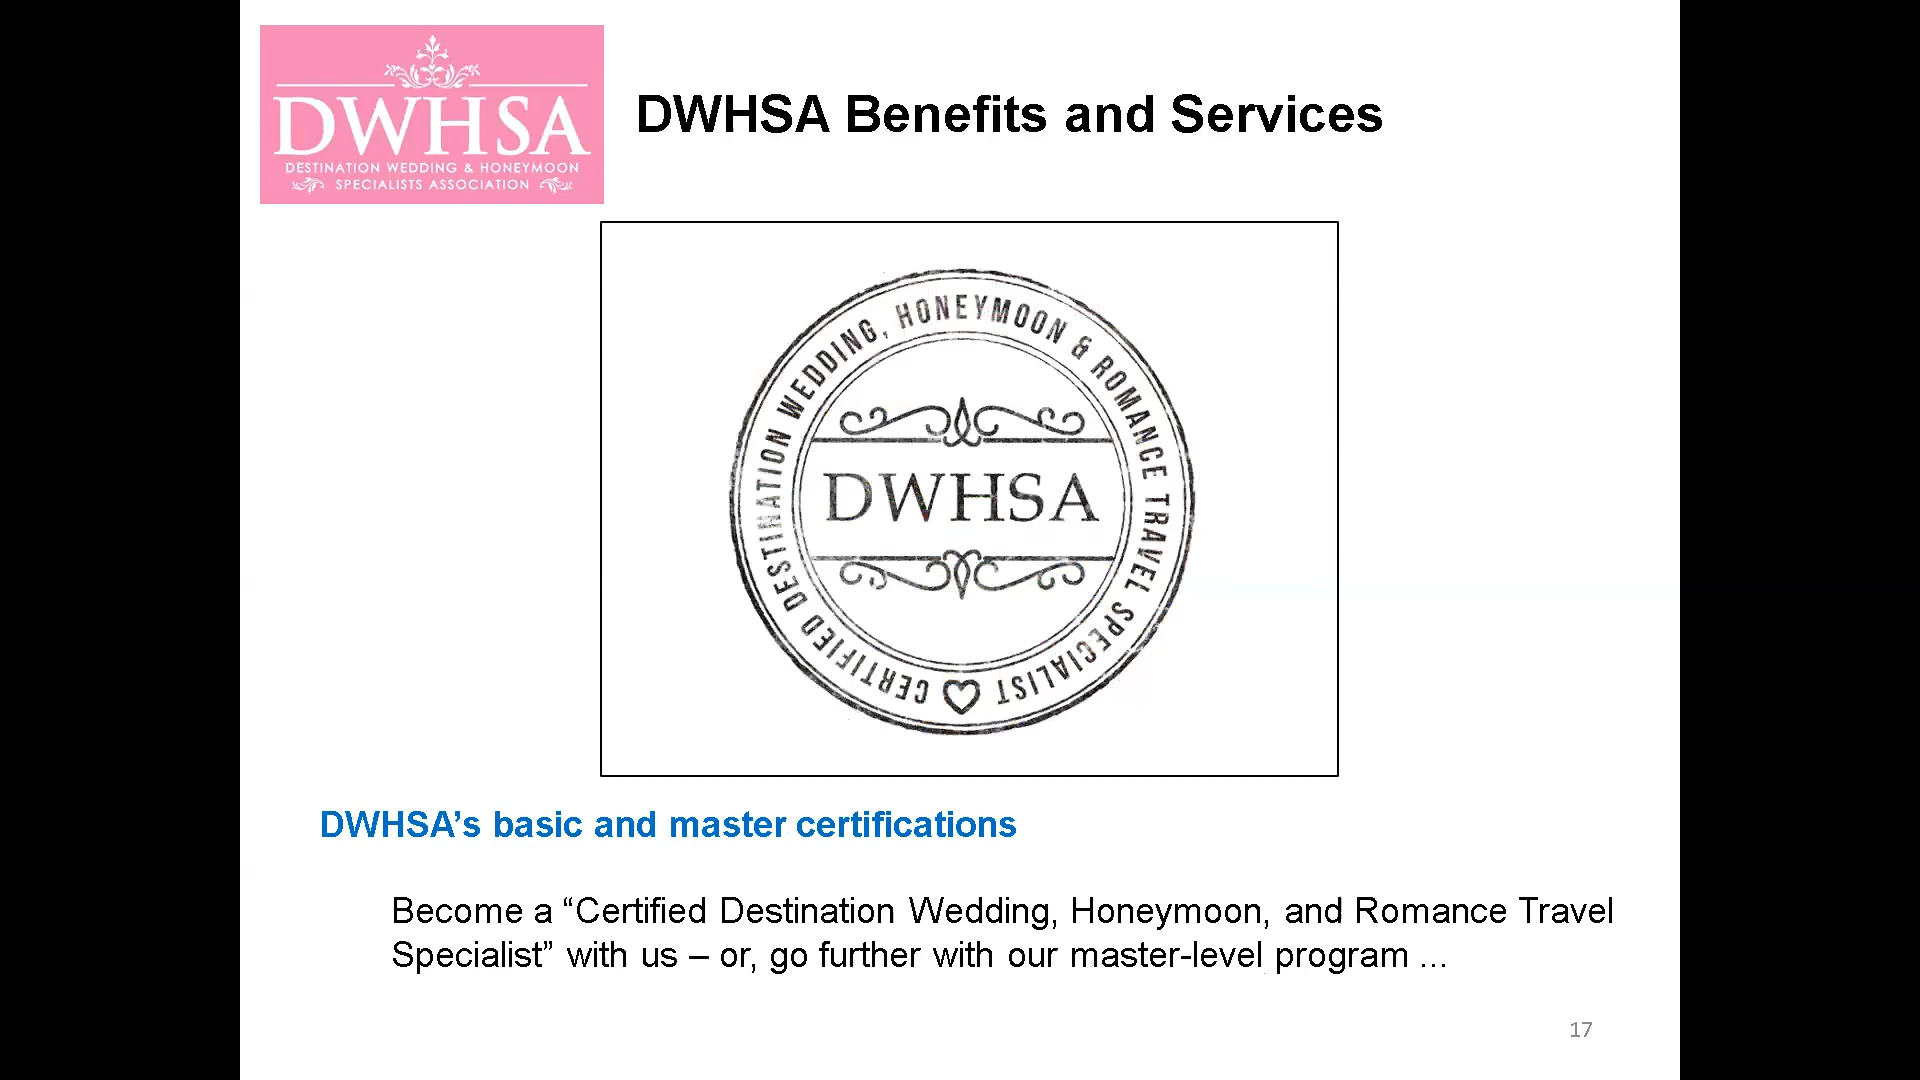 DWHSA
DESTINATION WEDDING & HONEYMOON
SPECIALISTS ASSOCIATION
DWHSA Benefits and Services
CERTIFIED DESTINATION WEDDING, HONEYMOON & ROMANCE TRAVEL SPECIALIST
DWHSA
DWHSA’s basic and master certifications
Become a “Certified Destination Wedding, Honeymoon, and Romance Travel
Specialist” with us – or, go further with our master-level program ...
17